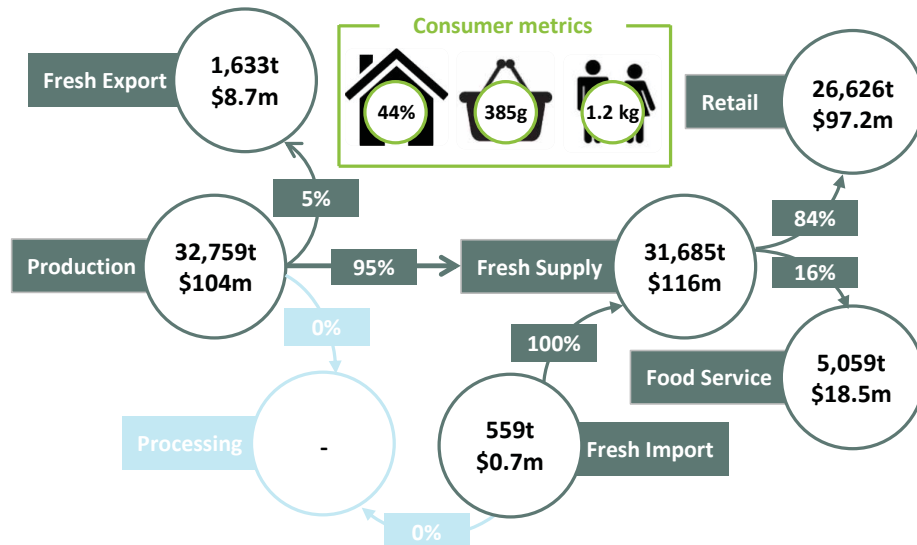 Consumer metrics
44%
385g
1.2 kg
Fresh Export
1,633t
$8.7m
Retail
26,626t
$97.2m
5%
84%
Production
32,759t
$104m
95%
Fresh Supply
31,685t
$116m
16%
0%
100%
Food Service
5,059t
$18.5m
Processing
-
559t
$0.7m
Fresh Import
0%